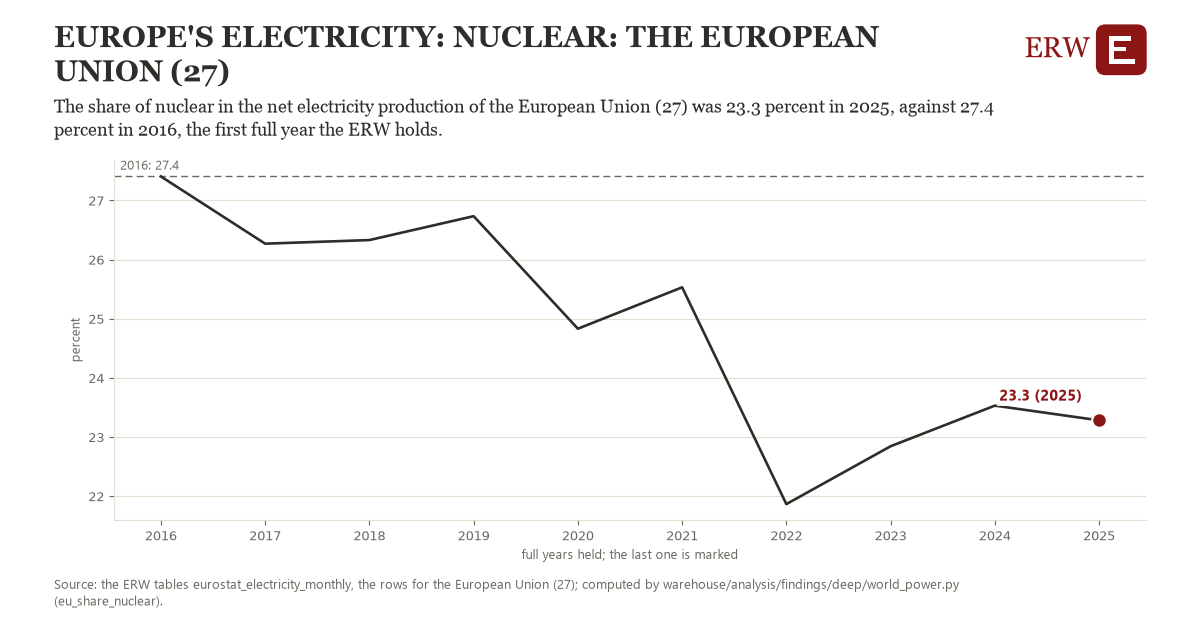 EUROPE'S ELECTRICITY: NUCLEAR: THE EUROPEAN
UNION (27)
ERW E
The share of nuclear in the net electricity production of the European Union (27) was 23.3 percent in 2025, against 27.4
percent in 2016, the first full year the ERW holds.
2016: 27.4
27
26
25
24
23
22
percent
23.3 (2025)
2016 2017 2018 2019 2020 2021 2022 2023 2024 2025
full years held; the last one is marked
Source: the ERW tables eurostat_electricity_monthly, the rows for the European Union (27); computed by warehouse/analysis/findings/deep/world_power.py
(eu_share_nuclear).